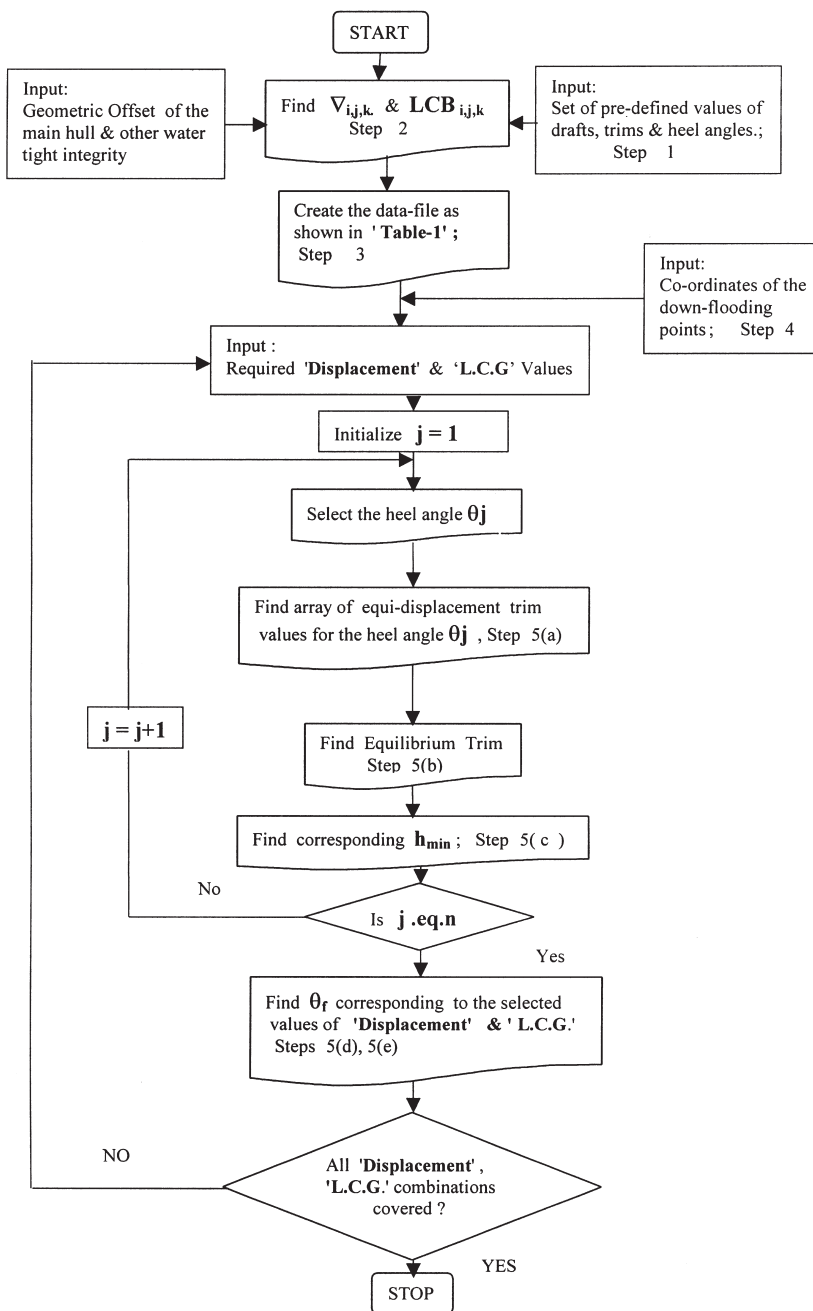 START
Input:
Geometric Offset of the
main hull & other water
tight integrity
Find ∇i,j,k. & LCB i,j,k
Step 2
Input:
Set of pre-defined values of
drafts, trims & heel angles.;
Step 1
Create the data-file as
shown in ' Table-1' ;
Step 3
Input:
Co-ordinates of the
down-flooding
points ; Step 4
Input :
Required 'Displacement' & ‘L.C.G’ Values
Initialize j = 1
Select the heel angle θj
Find array of equi-displacement trim
values for the heel angle θj , Step 5(a)
j = j+1
Find Equilibrium Trim
Step 5(b)
Find corresponding hmin ; Step 5( c )
No
Is j .eq.n
Yes
Find θf corresponding to the selected
values of 'Displacement' & ' L.C.G.'
Steps 5(d), 5(e)
NO
All 'Displacement' ,
'L.C.G.' combinations
covered ?
YES
STOP